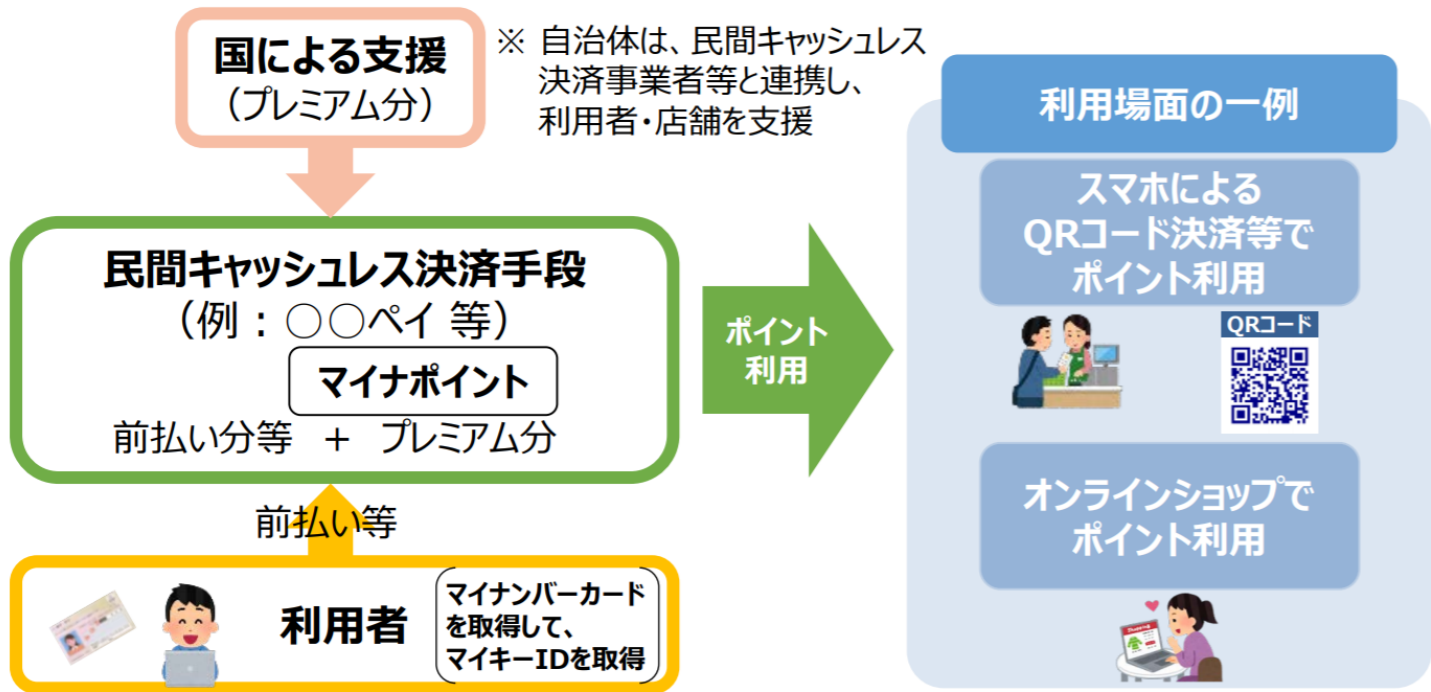 国による支援
（プレミアム分）
※ 自治体は、民間キャッシュレス
決済事業者等と連携し、
利用者・店舗を支援
民間キャッシュレス決済手段
（例：○○ペイ 等）
マイナポイント
前払い分等 + プレミアム分
前払い等
利用者
マイナンバーカード
を取得して、
マイキーIDを取得
ポイント
利用
利用場面の一例
スマホによる
QRコード決済等で
ポイント利用
QRコード
オンラインショップで
ポイント利用